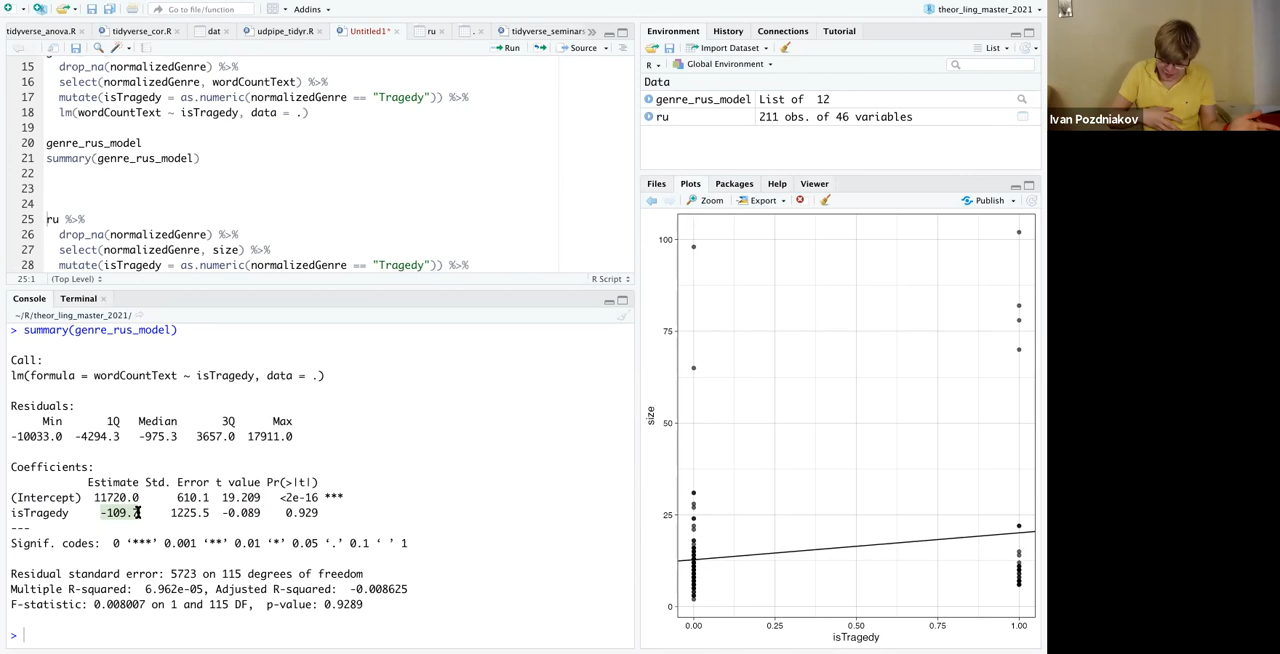 Go to file/function
Addins
theor_ling_master_2021
tidyverse_anova.R
tidyverse_cor.R
dat
udpipe_tidyr.R
Untitled1*
ru
.
tidyverse_seminars
Run
Source
15 drop_na(normalizedGenre) %>%
16 select(normalizedGenre, wordCountText) %>%
17 mutate(isTragedy = as.numeric(normalizedGenre == "Tragedy")) %>%
18 lm(wordCountText ~ isTragedy, data = .)
19
20 genre_rus_model
21 summary(genre_rus_model)
22
23
24
25 ru %>%
26 drop_na(normalizedGenre) %>%
27 select(normalizedGenre, size) %>%
28 mutate(isTragedy = as.numeric(normalizedGenre == "Tragedy")) %>%
25:1 (Top Level) R Script
Console Terminal
~/R/theor_ling_master_2021/
> summary(genre_rus_model)
Call:
lm(formula = wordCountText ~ isTragedy, data = .)
Residuals:
Min 1Q Median 3Q Max
-10033.0 -4294.3 -975.3 3657.0 17911.0
Coefficients:
Estimate Std. Error t value Pr(>|t|)
(Intercept) 11720.0 610.1 19.209 <2e-16 ***
isTragedy -109.7 1225.5 -0.089 0.929
---
Signif. codes: 0 ‘***’ 0.001 ‘**’ 0.01 ‘*’ 0.05 ‘.’ 0.1 ‘ ’ 1
Residual standard error: 5723 on 115 degrees of freedom
Multiple R-squared: 6.962e-05, Adjusted R-squared: -0.008625
F-statistic: 0.008007 on 1 and 115 DF, p-value: 0.9289
>
Environment History Connections Tutorial
Import Dataset List
R Global Environment
Data
genre_rus_model List of 12
ru 211 obs. of 46 variables
Files Plots Packages Help Viewer
Zoom Export Publish
100
75
50
25
0
size
0.00 0.25 0.50 0.75 1.00
isTragedy
Ivan Pozdniakov